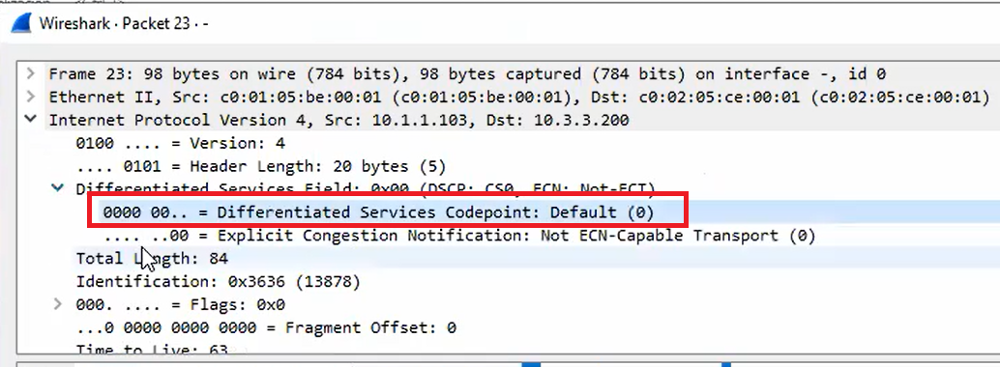 Wireshark · Packet 23 · -
Frame 23: 98 bytes on wire (784 bits), 98 bytes captured (784 bits) on interface -, id 0
Ethernet II, Src: c0:01:05:be:00:01 (c0:01:05:be:00:01), Dst: c0:02:05:ce:00:01 (c0:02:05:ce:00:01)
Internet Protocol Version 4, Src: 10.1.1.103, Dst: 10.3.3.200
0100 .... = Version: 4
.... 0101 = Header Length: 20 bytes (5)
Differentiated Services Field: 0x00 (DSCP: CS0, ECN: Not-ECT)
0000 00.. = Differentiated Services Codepoint: Default (0)
.... ..00 = Explicit Congestion Notification: Not ECN-Capable Transport (0)
Total Length: 84
Identification: 0x3636 (13878)
000. .... = Flags: 0x0
...0 0000 0000 0000 = Fragment Offset: 0
Time to Live: 63